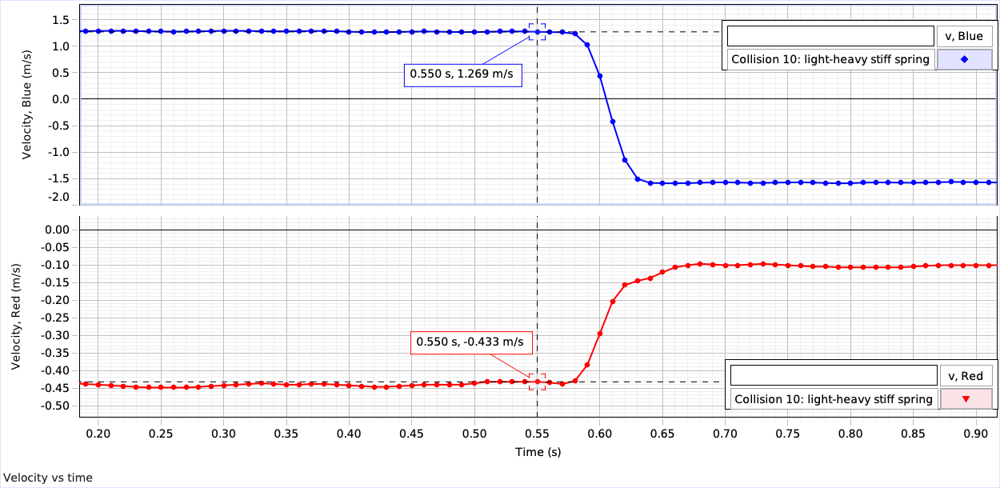 Velocity, Blue (m/s)
1.5
1.0
0.5
0.0
-0.5
-1.0
-1.5
-2.0
0.550 s, 1.269 m/s
v, Blue
Collision 10: light-heavy stiff spring
Velocity, Red (m/s)
0.00
-0.05
-0.10
-0.15
-0.20
-0.25
-0.30
-0.35
-0.40
-0.45
-0.50
0.550 s, -0.433 m/s
v, Red
Collision 10: light-heavy stiff spring
0.20 0.25 0.30 0.35 0.40 0.45 0.50 0.55 0.60 0.65 0.70 0.75 0.80 0.85 0.90
Time (s)
Velocity vs time